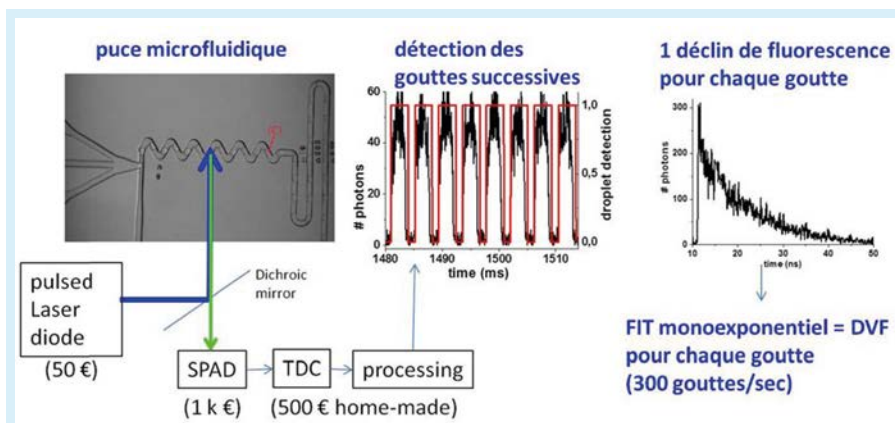 puce microfluidique
détection des
gouttes successives
1 déclin de fluorescence
pour chaque goutte
60
40
20
0
# photons
1,0
0,5
0,0
droplet detection
1480
1490
1500
1510
time (ms)
300
200
100
0
# photons
10
20
30
40
50
time (ns)
pulsed
Laser
diode
(50 €)
Dichroic
mirror
SPAD
(1 k €)
TDC
(500 € home-made)
processing
FIT monoexponentiel = DVF
pour chaque goutte
(300 gouttes/sec)